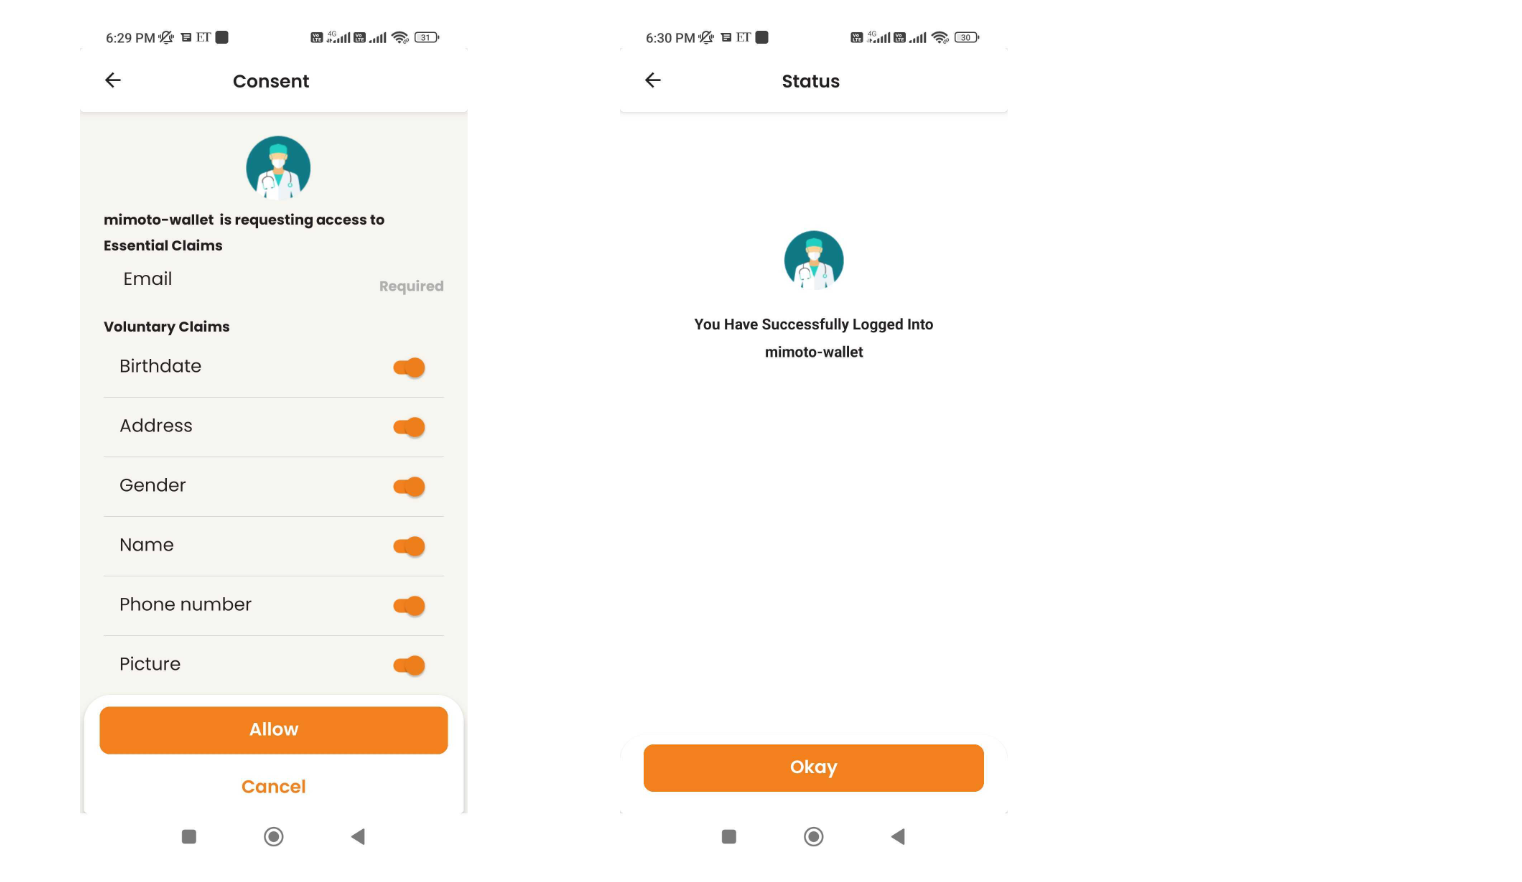 6:29 PM ET 4G 31
Consent
mimoto-wallet is requesting access to
Essential Claims
Email
Required
Voluntary Claims
Birthdate
Address
Gender
Name
Phone number
Picture
Allow
Cancel
6:30 PM ET 4G 30
Status
You Have Successfully Logged Into
mimoto-wallet
Okay